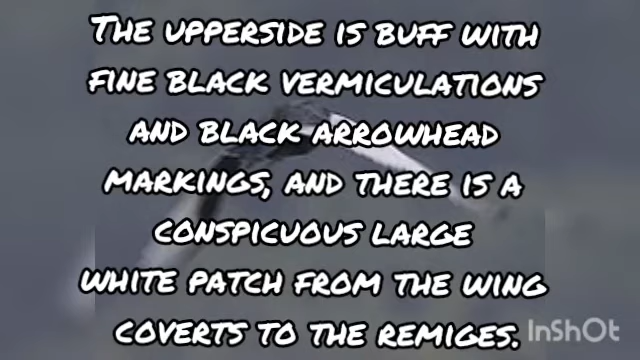 THE UPPERSIDE IS BUFF WITH
FINE BLACK VERMICULATIONS
AND BLACK ARROWHEAD
MARKINGS, AND THERE IS A
CONSPICUOUS LARGE
WHITE PATCH FROM THE WING
COVERTS TO THE REMIGES.
InShOt